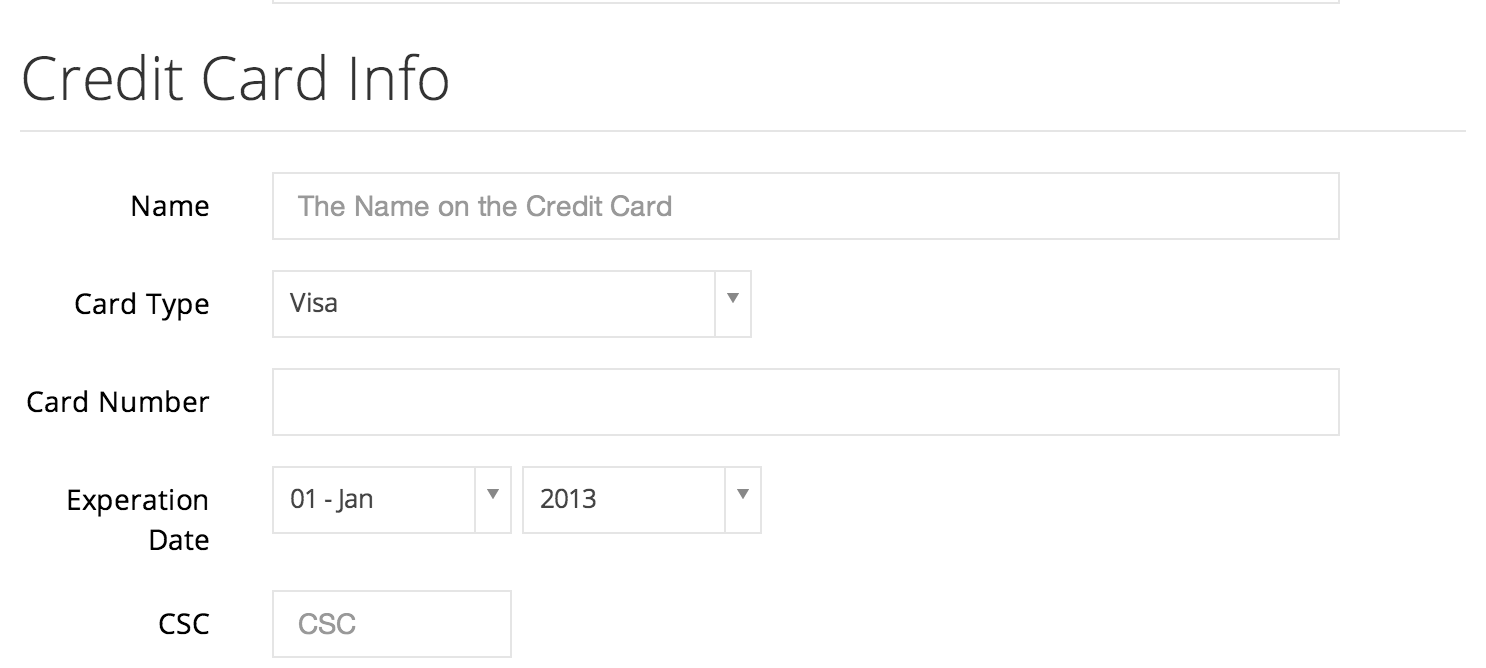 Credit Card Info
Name The Name on the Credit Card
Card Type Visa
Card Number
Experation 01 - Jan 2013
Date
CSC CSC